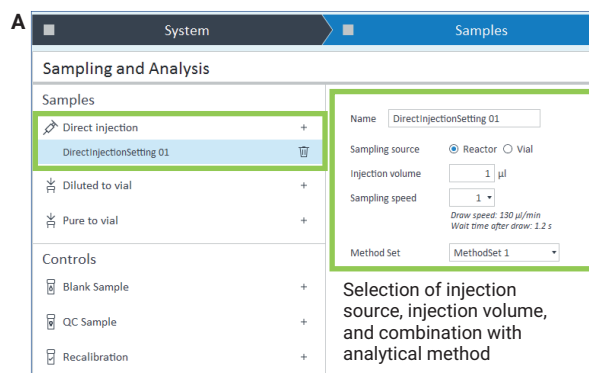 A
System
Samples
Sampling and Analysis
Samples
Direct injection +
DirectInjectionSetting 01
Diluted to vial +
Pure to vial +
Controls
Blank Sample +
QC Sample +
Recalibration +
Name DirectInjectionSetting 01
Sampling source Reactor Vial
Injection volume 1 µl
Sampling speed 1
Draw speed: 130 µl/min
Wait time after draw: 1.2 s
Method Set MethodSet 1
Selection of injection
source, injection volume,
and combination with
analytical method